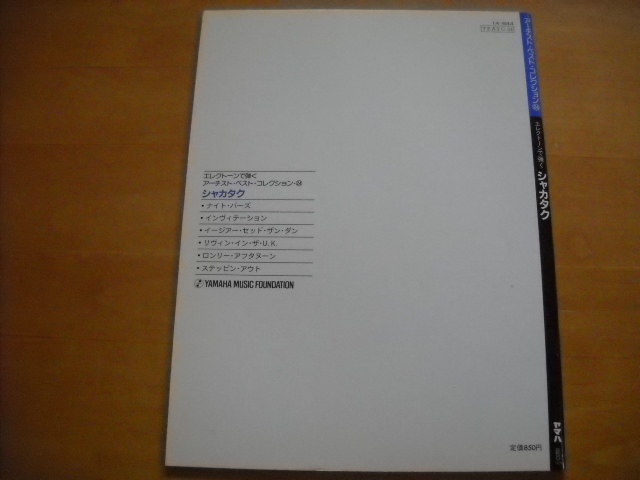 エレクトーンで弾く
アーチスト・ベスト・コレクション・
シャカタク
・ナイト・バーズ
・インヴィテーション
・イージアー・セッド・ザン・ダン
・リヴィン・イン・ザ・U.K.
・ロンリー・アフタヌーン
・ステッピン・アウト
YAMAHA MUSIC FOUNDATION
定価830円
アーチスト・ベスト・コレクション
エレクトーンで弾く シャカタク
ヤマハ